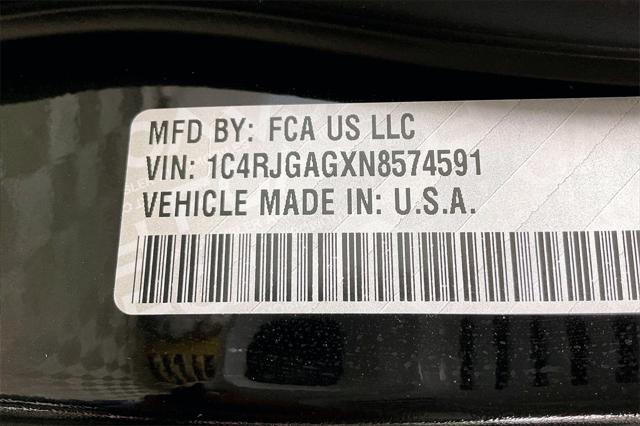 MFD BY: FCA US LLC
VIN: 1C4RJGAGXN8574591
VEHICLE MADE IN: U.S.A.